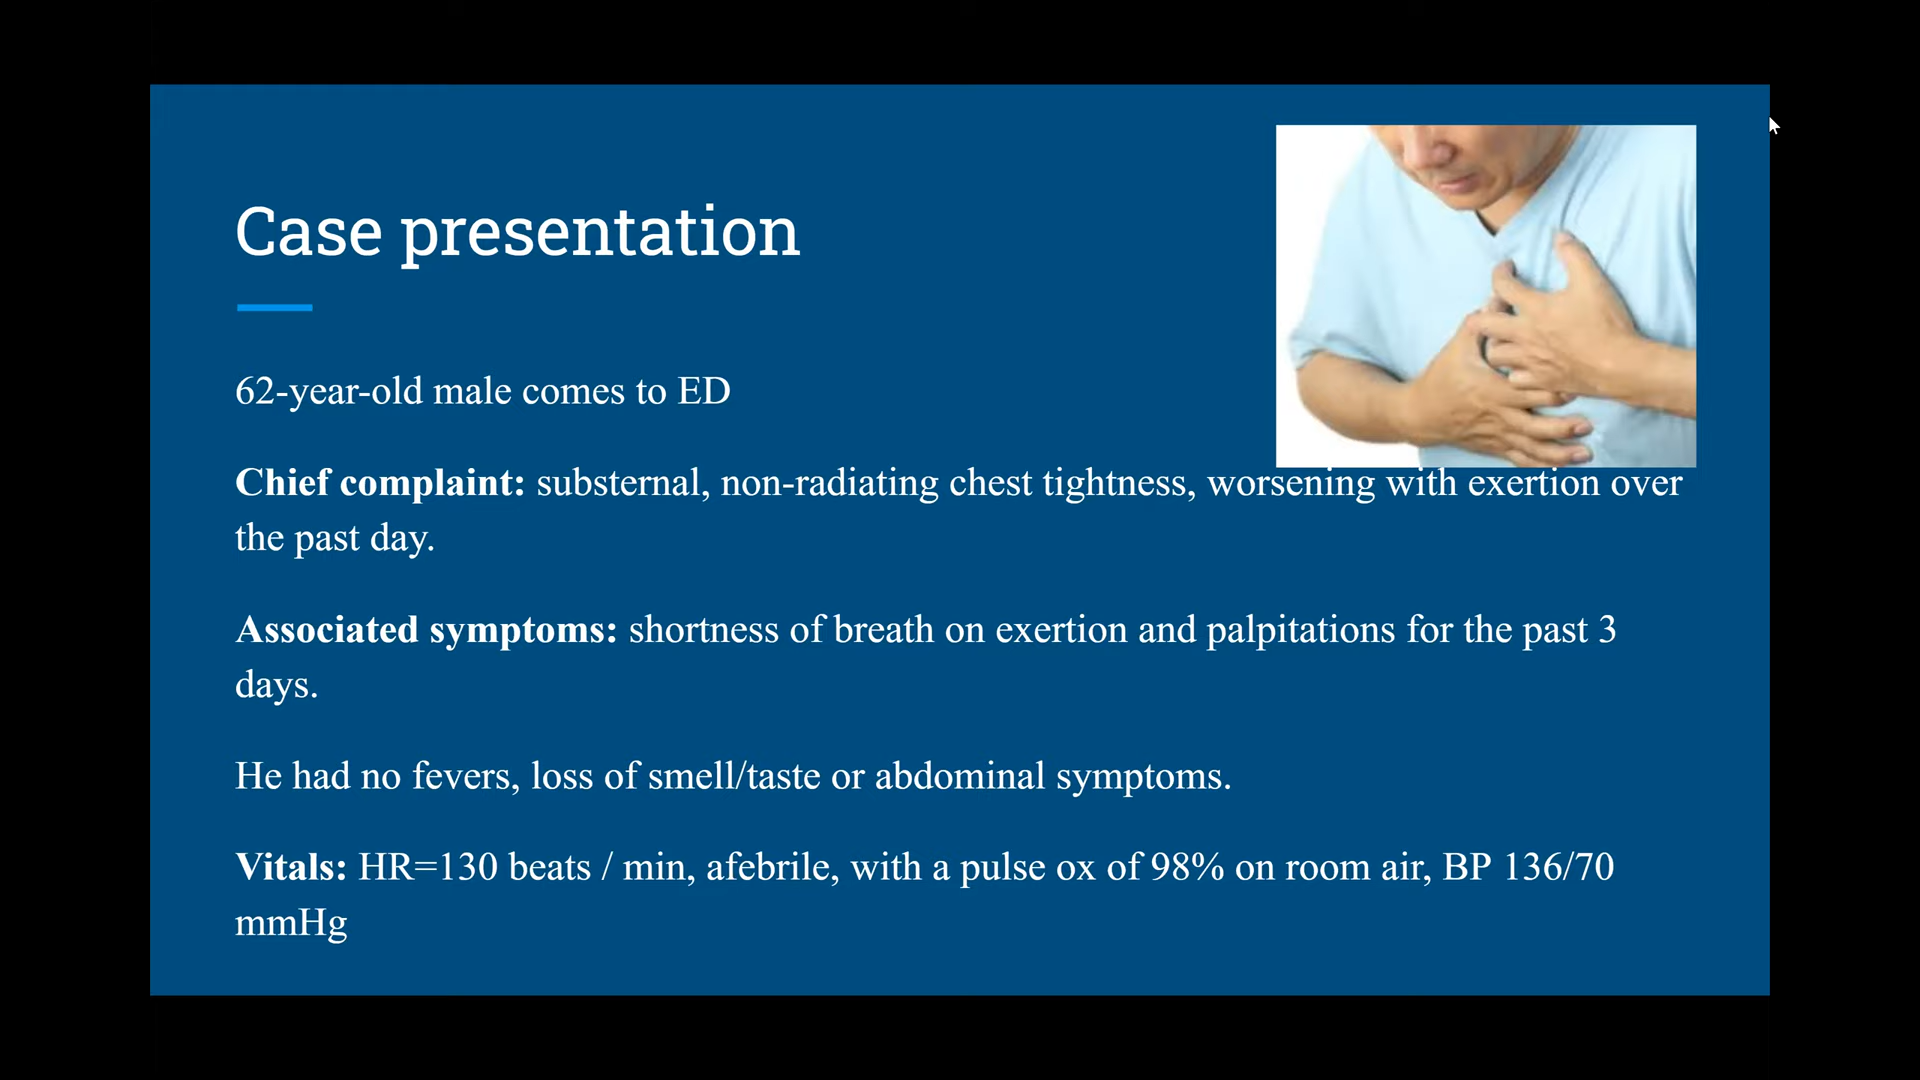 Case presentation
62-year-old male comes to ED
Chief complaint: substernal, non-radiating chest tightness, worsening with exertion over
the past day.
Associated symptoms: shortness of breath on exertion and palpitations for the past 3
days.
He had no fevers, loss of smell/taste or abdominal symptoms.
Vitals: HR=130 beats / min, afebrile, with a pulse ox of 98% on room air, BP 136/70
mmHg